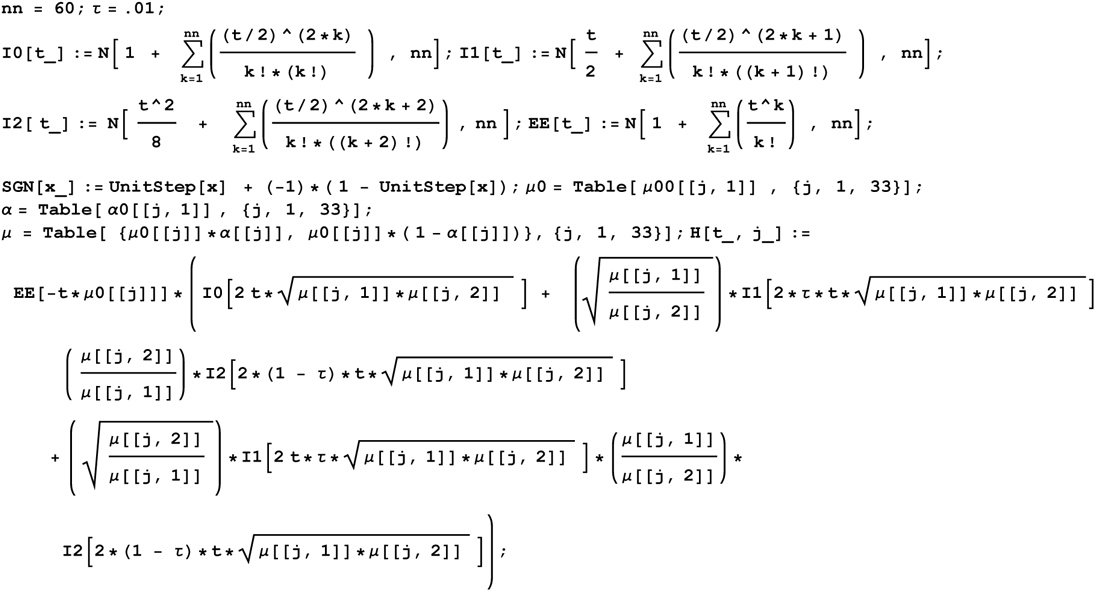 nn = 60; τ = .01;
I0[t_] := N[ 1 + ∑_{k=1}^{nn} ( (t/2)^(2*k) / k!*(k!) ) , nn]; I1[t_] := N[ t/2 + ∑_{k=1}^{nn} ( (t/2)^(2*k+1) / k!*((k+1)!) ) , nn];
I2[ t_] := N[ t^2/8 + ∑_{k=1}^{nn} ( (t/2)^(2*k+2) / k!*((k+2)!) ) , nn ]; EE[t_] := N[ 1 + ∑_{k=1}^{nn} ( t^k / k! ) , nn];
SGN[x_] := UnitStep[x] + (-1)*(1 - UnitStep[x]); μ0 = Table[ μ00[[j, 1]] , {j, 1, 33}];
α = Table[ α0[[j, 1]] , {j, 1, 33}];
μ = Table[ {μ0[[j]]*α[[j]], μ0[[j]]*(1-α[[j]])}, {j, 1, 33}]; H[t_, j_] :=
EE[-t*μ0[[j]]]* ( I0[2 t*√(μ[[j, 1]]*μ[[j, 2]]) ] + ( √(μ[[j, 1]] / μ[[j, 2]]) ) *I1[2*τ*t*√(μ[[j, 1]]*μ[[j, 2]]) ]
( μ[[j, 2]] / μ[[j, 1]] ) *I2[2*(1 - τ)*t*√(μ[[j, 1]]*μ[[j, 2]]) ]
+ ( √(μ[[j, 2]] / μ[[j, 1]]) ) *I1[2 t*τ*√(μ[[j, 1]]*μ[[j, 2]]) ] * ( μ[[j, 1]] / μ[[j, 2]] ) *
I2[2*(1 - τ)*t*√(μ[[j, 1]]*μ[[j, 2]]) ] ) ;